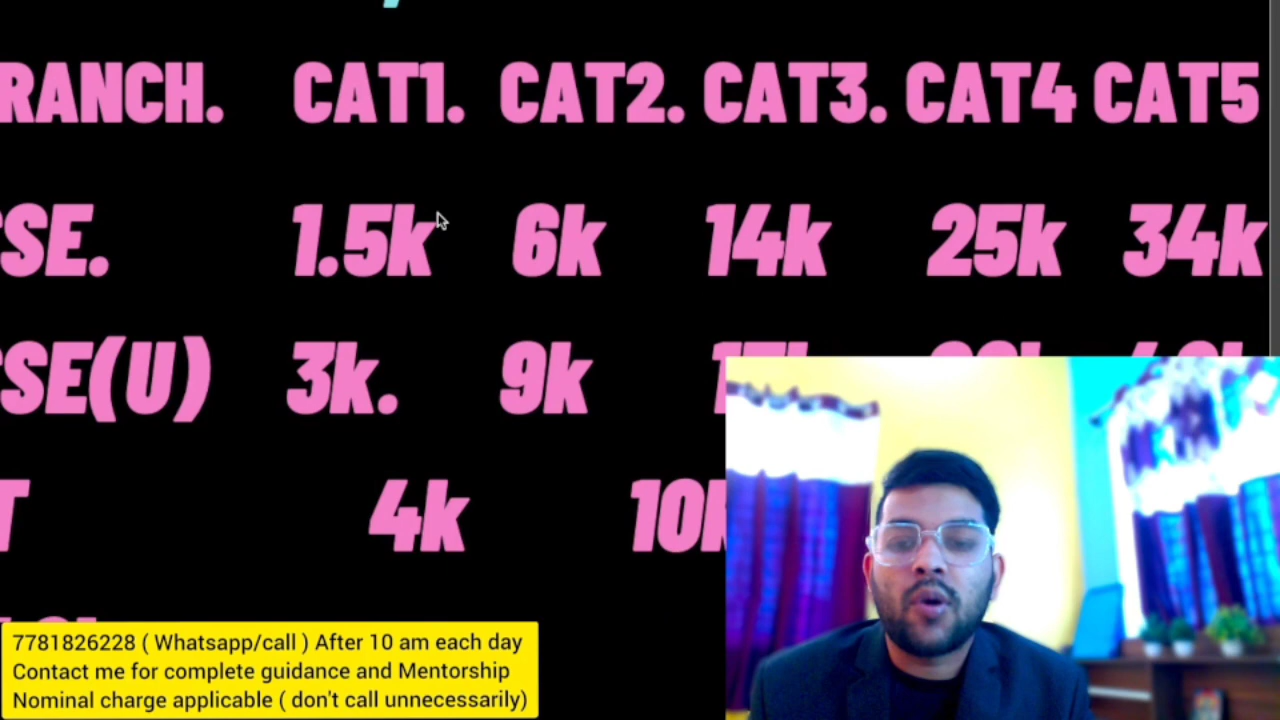 RANCH. CAT1. CAT2. CAT3. CAT4 CAT5
SE. 1.5k 6k 14k 25k 34k
SE(U) 3k. 9k
T 4k 10k
7781826228 ( Whatsapp/call ) After 10 am each day
Contact me for complete guidance and Mentorship
Nominal charge applicable ( don't call unnecessarily)